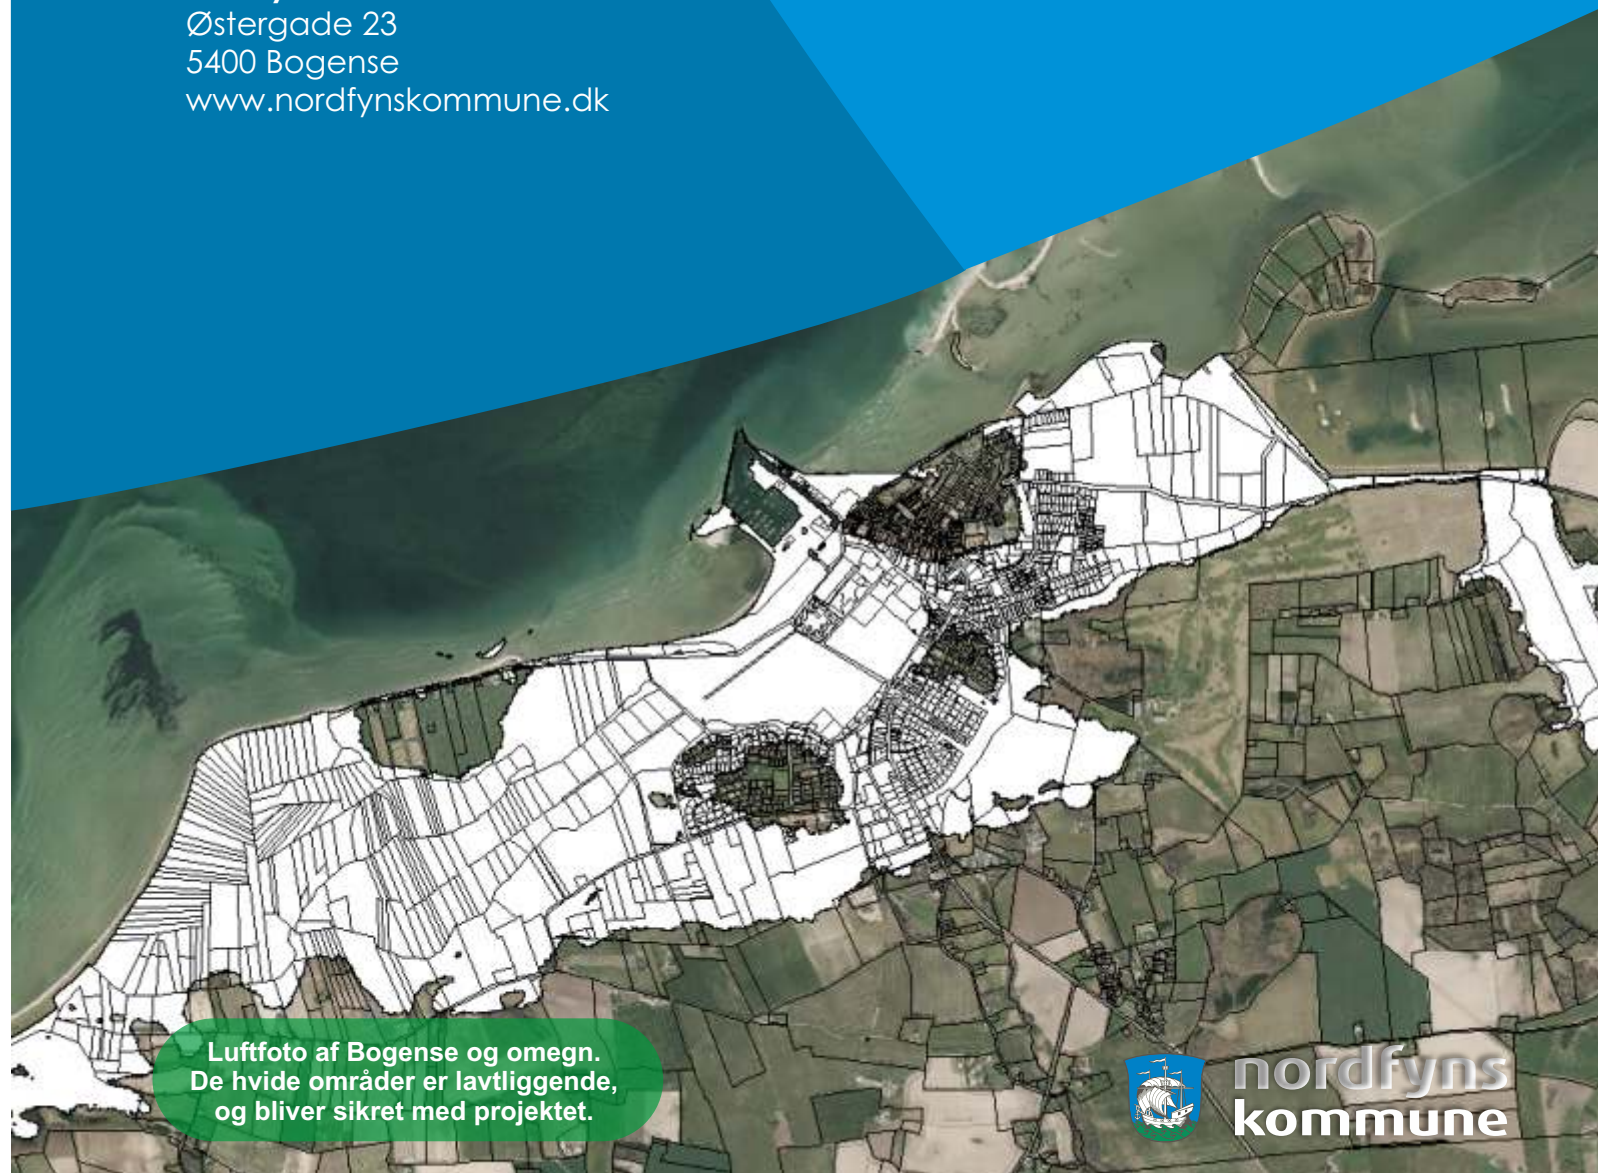 Østergade 23
5400 Bogense
www.nordfynskommune.dk
Luftfoto af Bogense og omegn.
De hvide områder er lavtliggende,
og bliver sikret med projektet.
nordfyns
kommune